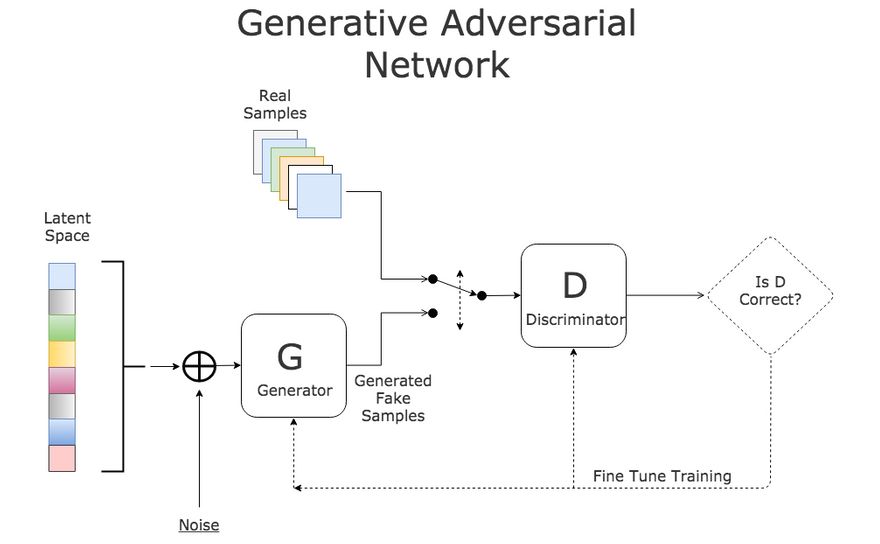 Generative Adversarial
Network
Real
Samples
Latent
Space
D
Discriminator
Is D
Correct?
G
Generator
Generated
Fake
Samples
Fine Tune Training
Noise